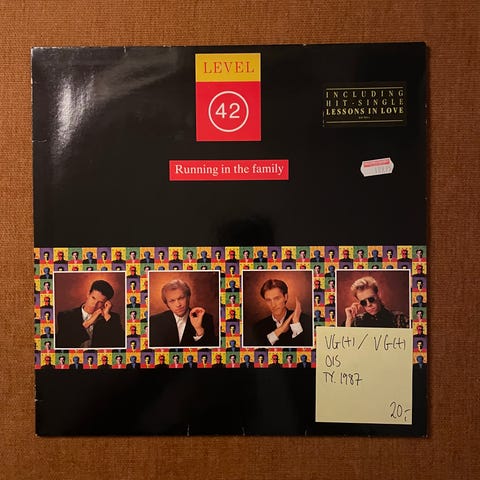 LEVEL
42
INCLUDING
HIT-SINGLE
LESSONS IN LOVE
Running in the family
VG(+) / VG(+)
OIS
TY. 1987
20,-